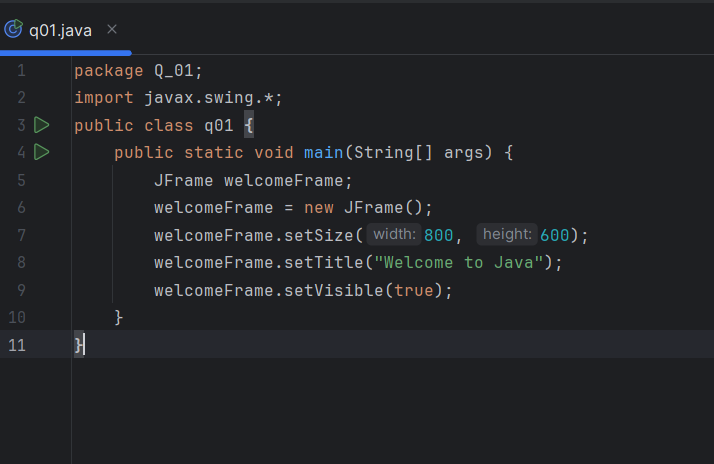 q01.java
1 package Q_01;
2 import javax.swing.*;
3 public class q01 {
4 public static void main(String[] args) {
5 JFrame welcomeFrame;
6 welcomeFrame = new JFrame();
7 welcomeFrame.setSize( width: 800, height: 600);
8 welcomeFrame.setTitle("Welcome to Java");
9 welcomeFrame.setVisible(true);
10 }
11 }